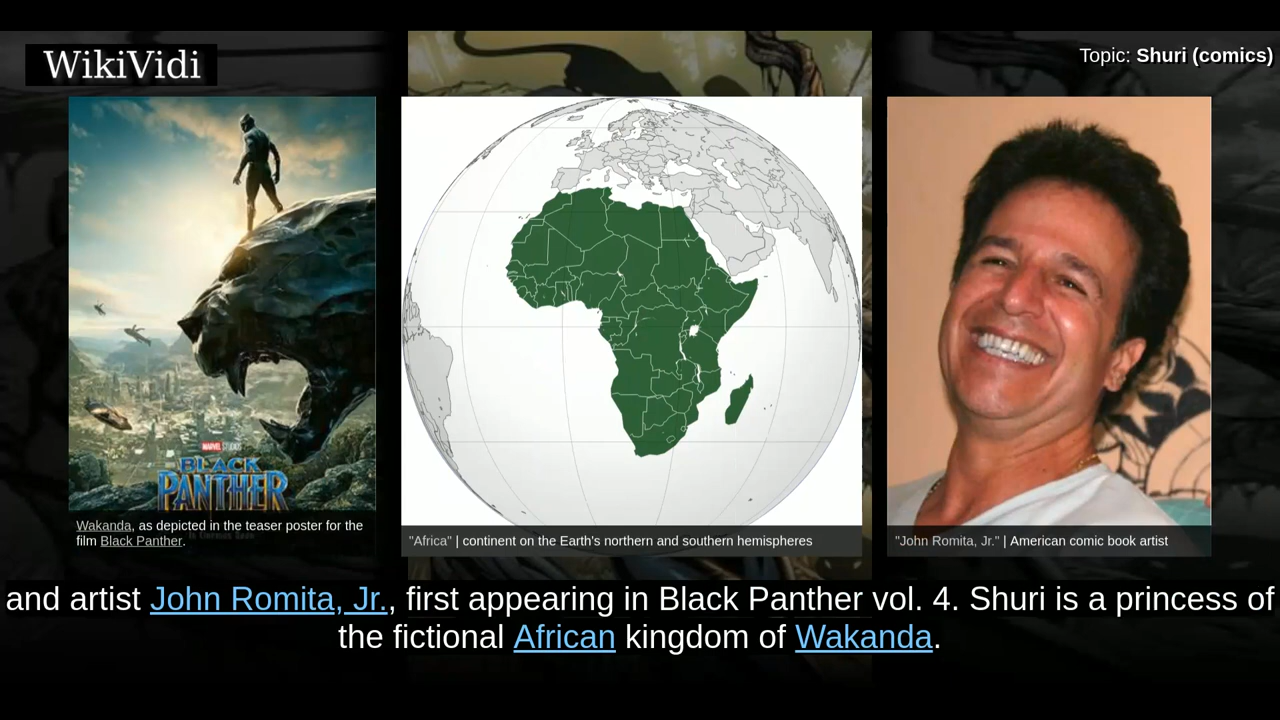 WikiVidi
Topic: Shuri (comics)
MARVEL STUDIOS
BLACK
PANTHER
Wakanda, as depicted in the teaser poster for the
film Black Panther.
"Africa" | continent on the Earth's northern and southern hemispheres
"John Romita, Jr." | American comic book artist
and artist John Romita, Jr., first appearing in Black Panther vol. 4. Shuri is a princess of
the fictional African kingdom of Wakanda.